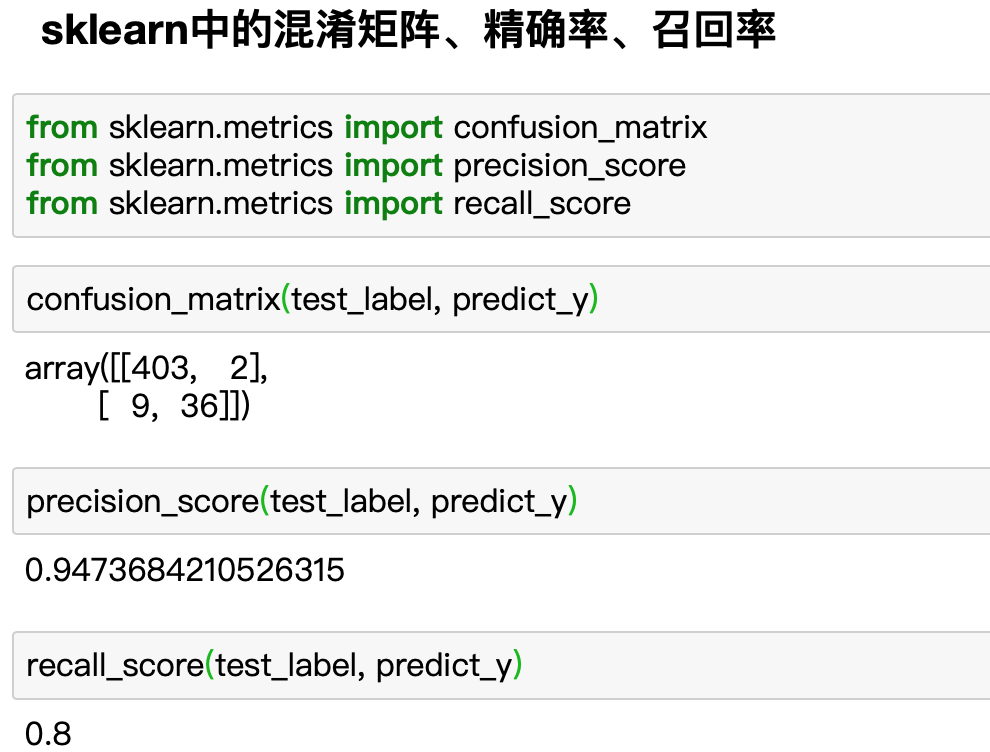 sklearn中的混淆矩阵、精确率、召回率
from sklearn.metrics import confusion_matrix
from sklearn.metrics import precision_score
from sklearn.metrics import recall_score
confusion_matrix(test_label, predict_y)
array([[403,   2],
       [  9,  36]])
precision_score(test_label, predict_y)
0.9473684210526315
recall_score(test_label, predict_y)
0.8